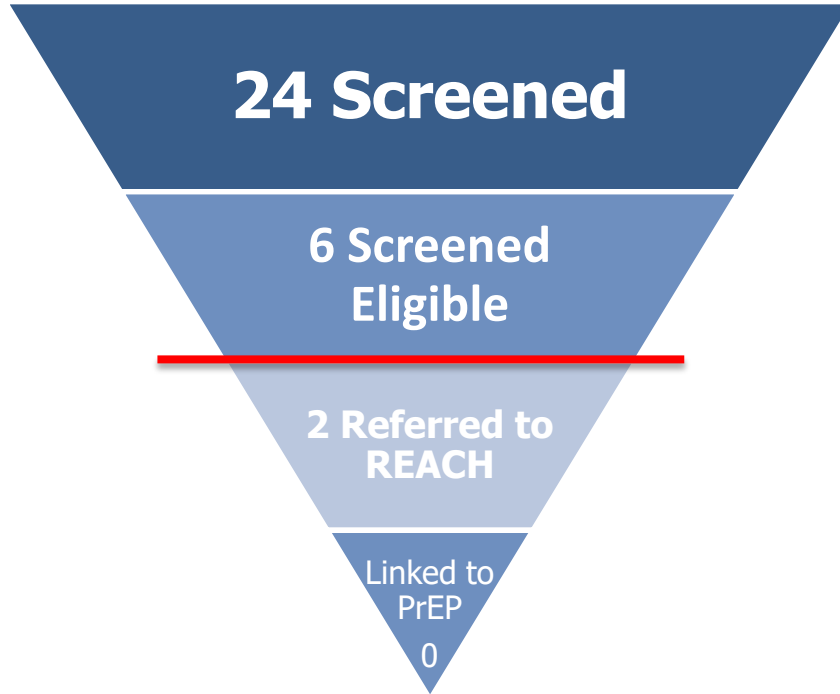 24 Screened
6 Screened
Eligible
2 Referred to
REACH
Linked to
PrEP
0